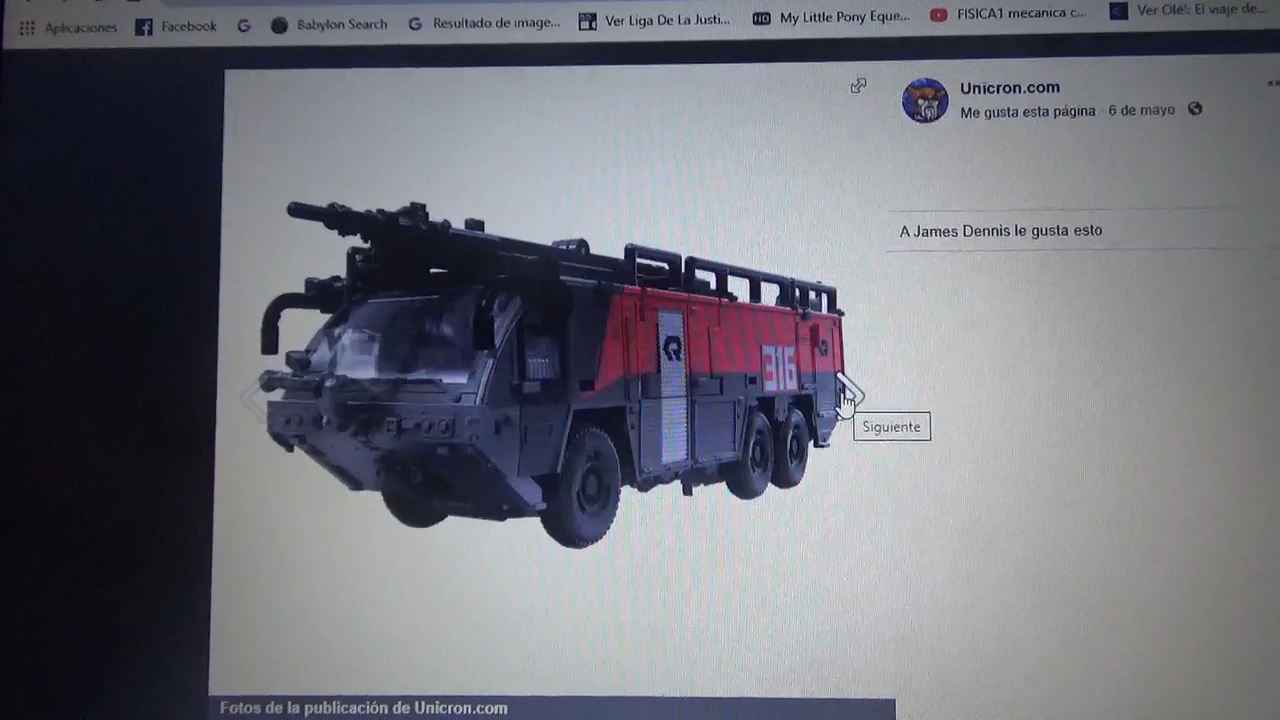 Aplicaciones Facebook Babylon Search Resultado de image... Ver Liga De La Justi... HD My Little Pony Eque... FISICA1 mecanica c... Ver Olé!: El viaje de...
Unicron.com
Me gusta esta página · 6 de mayo
A James Dennis le gusta esto
316
Siguiente
Fotos de la publicación de Unicron.com